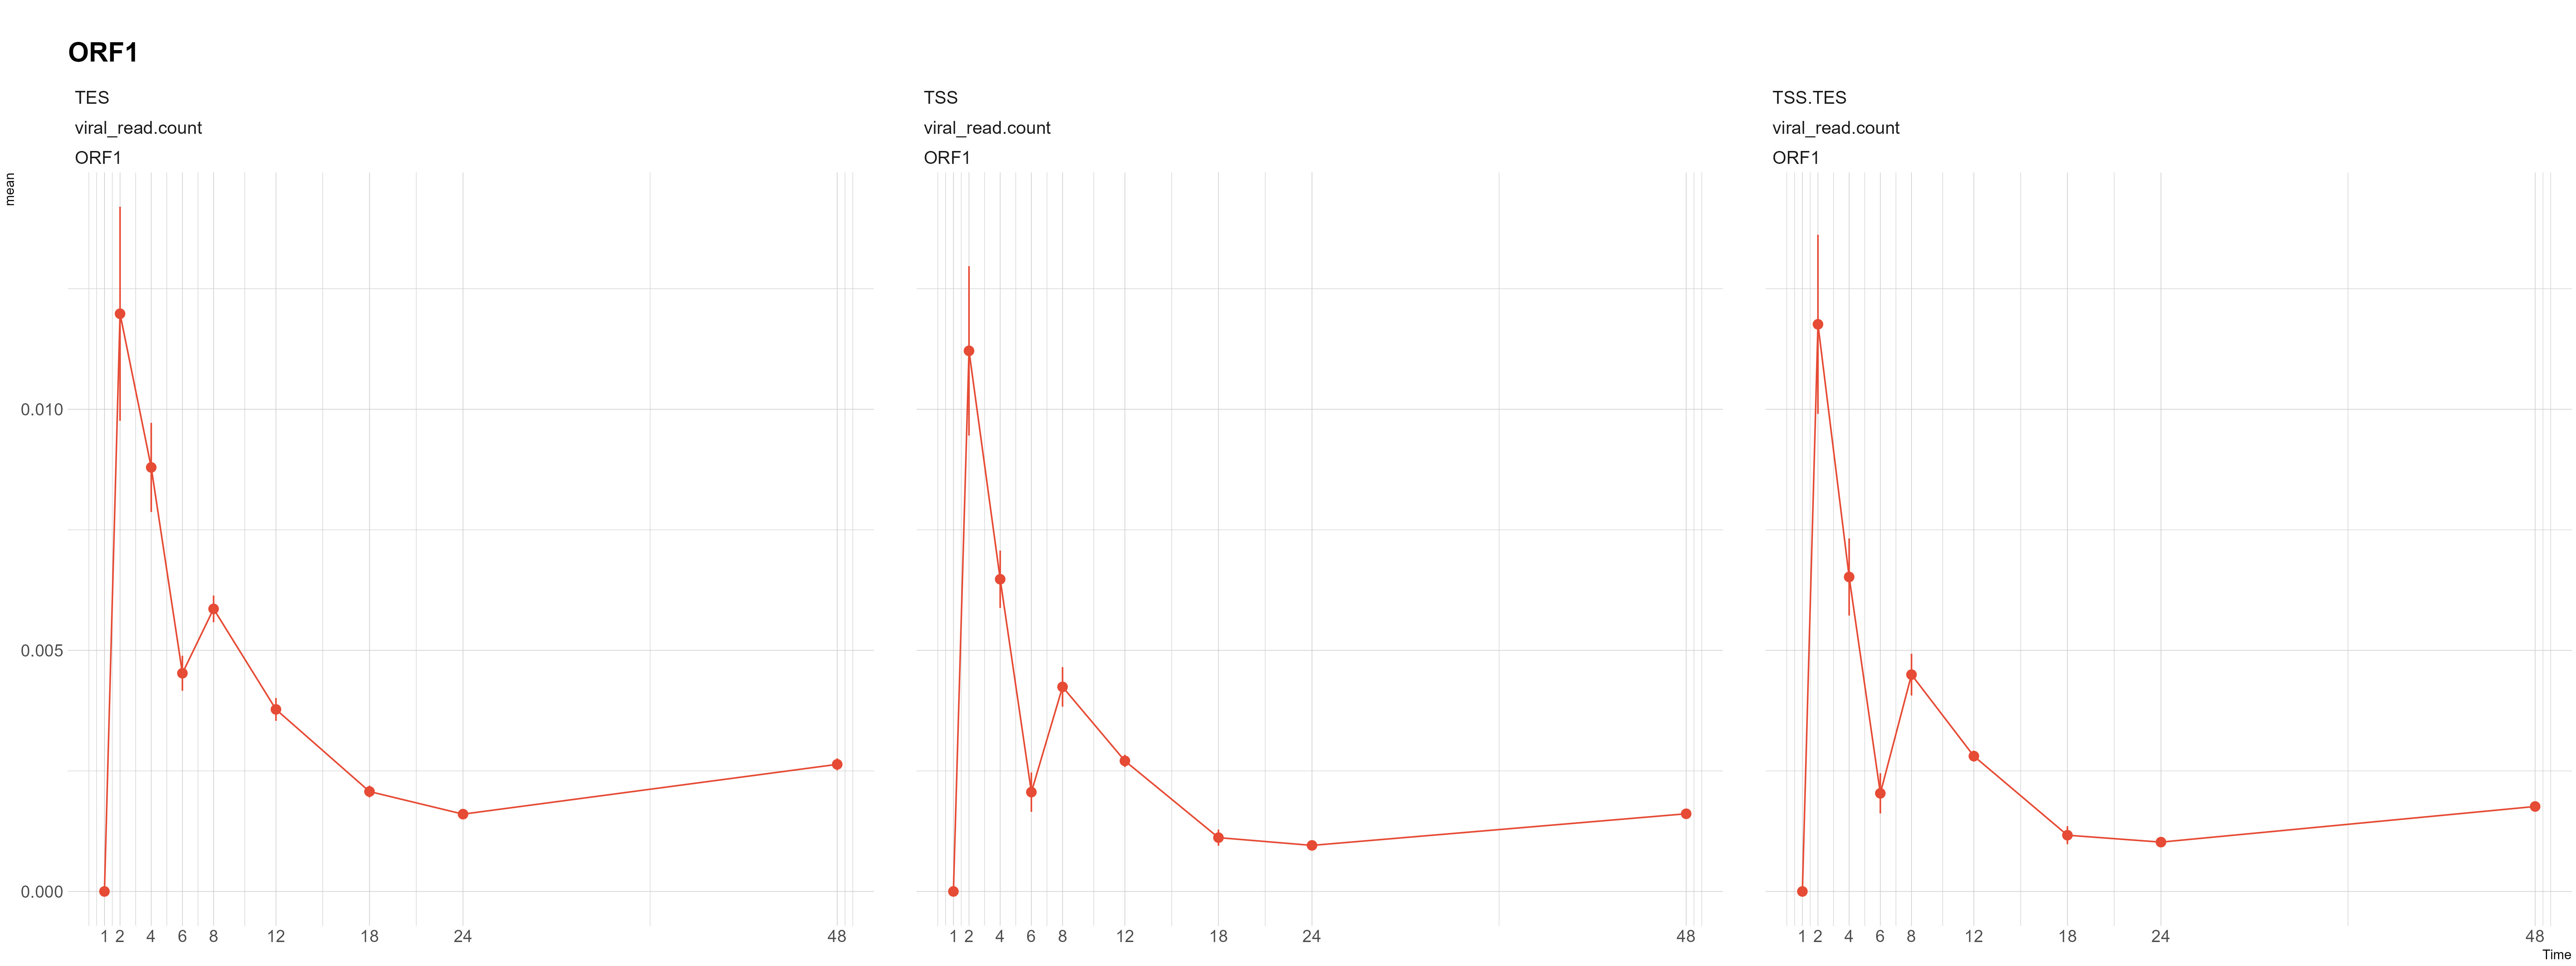 ORF1
TES
viral_read.count
ORF1
TSS
viral_read.count
ORF1
TSS.TES
viral_read.count
ORF1
mean
0.010
0.005
0.000
1 2 4 6 8 12 18 24 48
1 2 4 6 8 12 18 24 48
1 2 4 6 8 12 18 24 48
Time